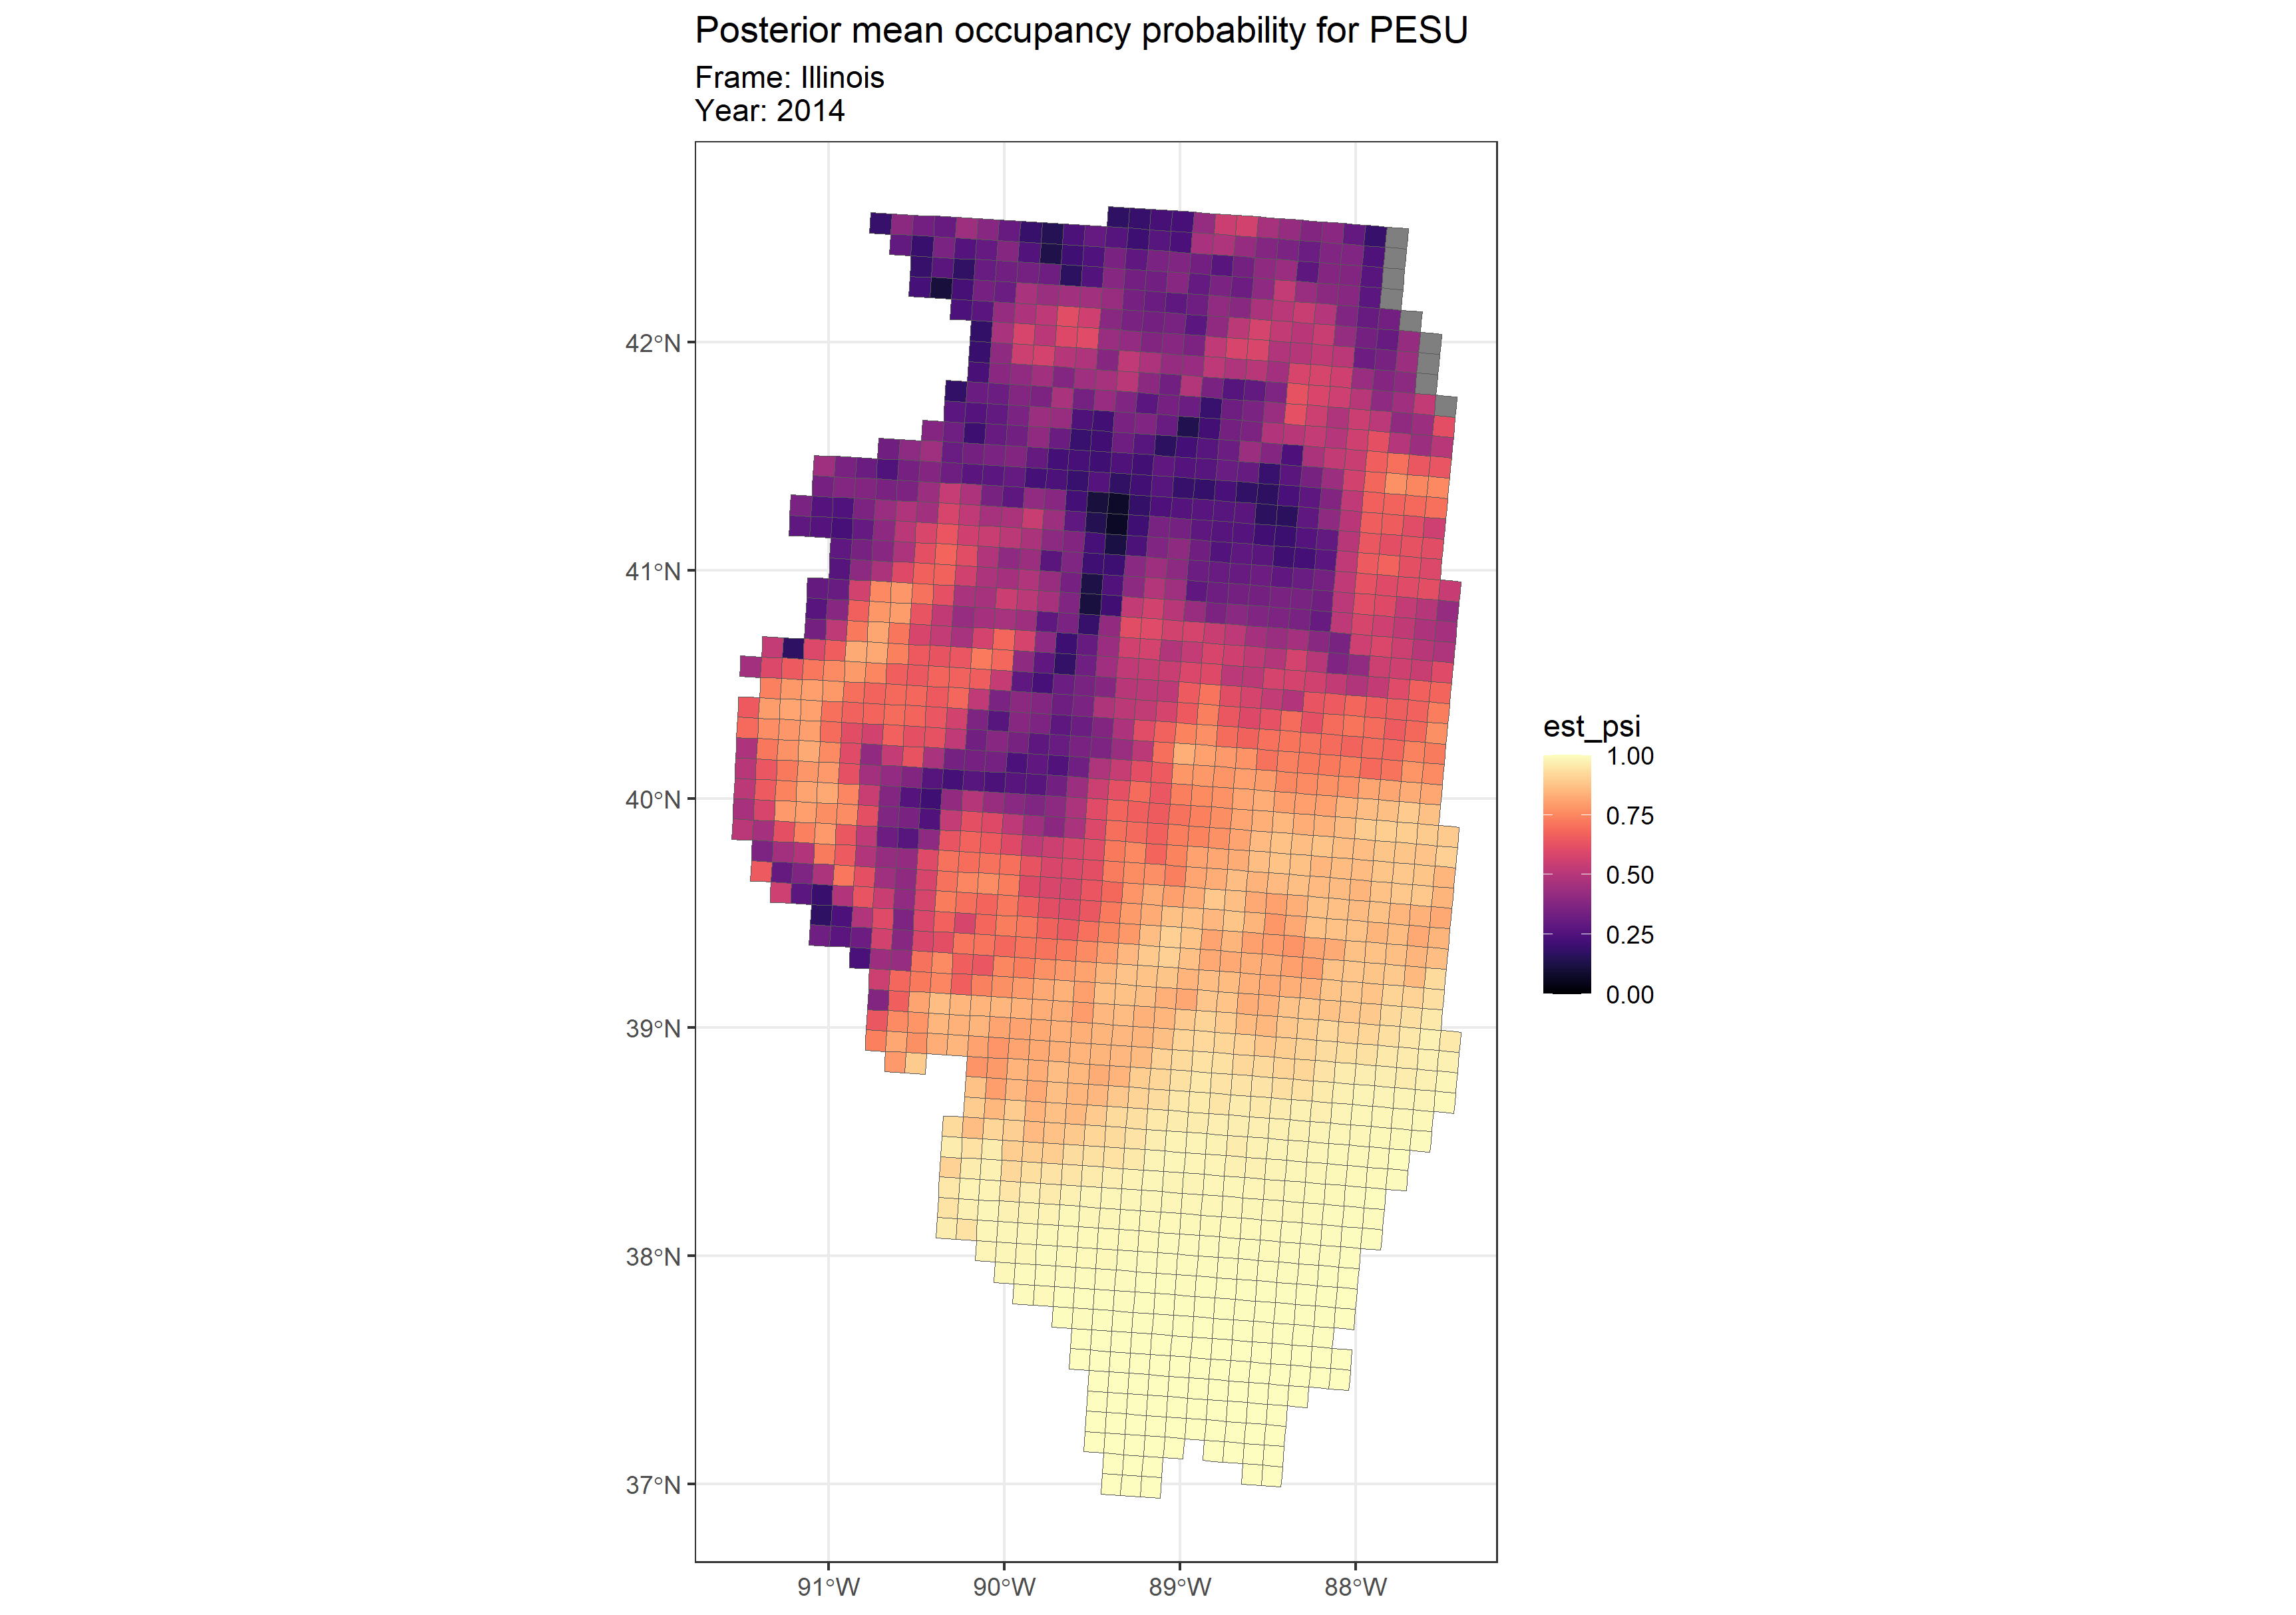 Posterior mean occupancy probability for PESU
Frame: Illinois
Year: 2014
42°N
41°N
40°N
39°N
38°N
37°N
91°W
90°W
89°W
88°W
est_psi
1.00
0.75
0.50
0.25
0.00